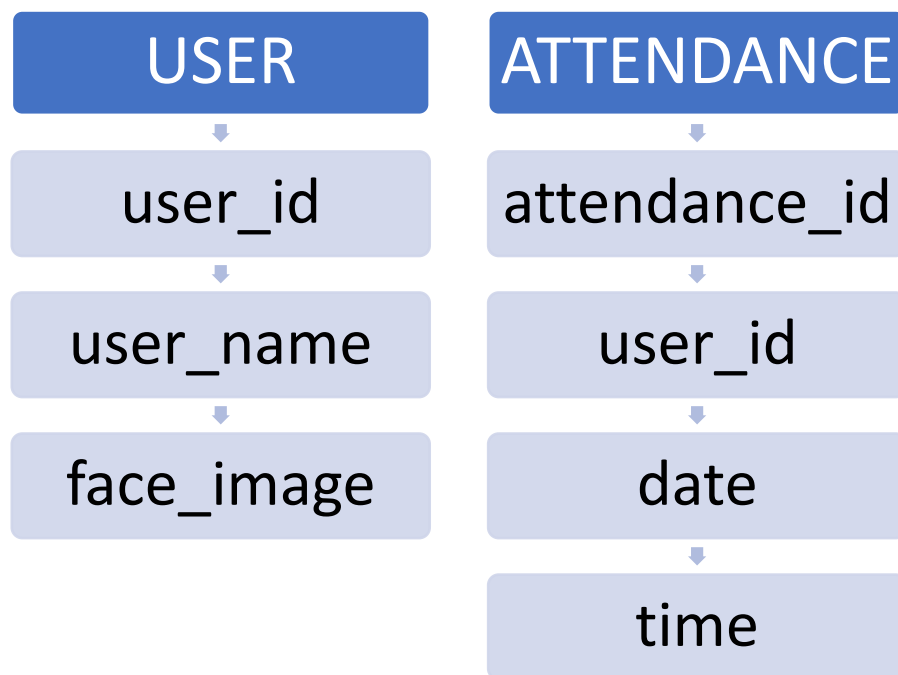 USER
user_id
user_name
face_image
ATTENDANCE
attendance_id
user_id
date
time